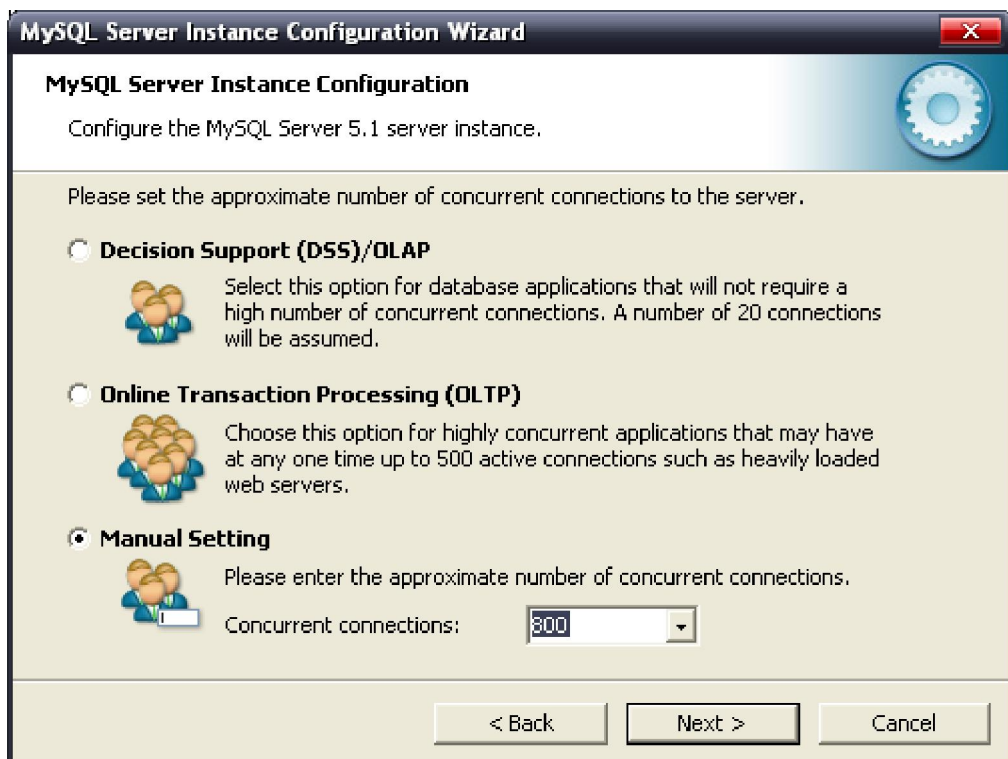 MySQL Server Instance Configuration Wizard
MySQL Server Instance Configuration
Configure the MySQL Server 5.1 server instance.
Please set the approximate number of concurrent connections to the server.
Decision Support (DSS)/OLAP
Select this option for database applications that will not require a
high number of concurrent connections. A number of 20 connections
will be assumed.
Online Transaction Processing (OLTP)
Choose this option for highly concurrent applications that may have
at any one time up to 500 active connections such as heavily loaded
web servers.
Manual Setting
Please enter the approximate number of concurrent connections.
Concurrent connections: 800
< Back Next > Cancel